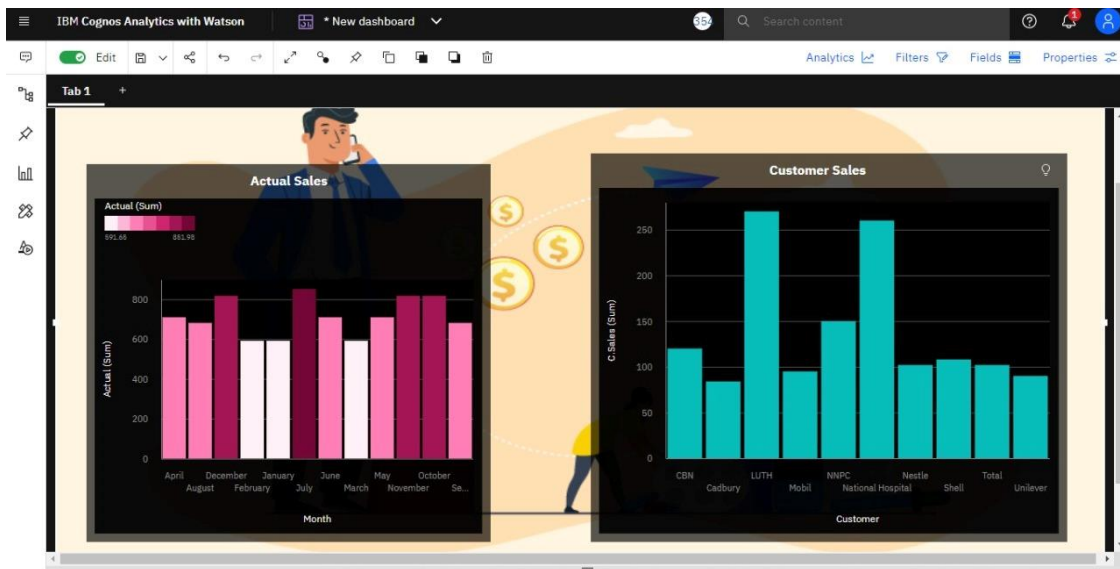 IBM Cognos Analytics with Watson
* New dashboard
354
Search content
1
Edit
Analytics
Filters
Fields
Properties
Tab 1
+
Actual Sales
Actual (Sum)
591.68
851.98
Actual (Sum)
800
600
400
200
0
April
August
December
February
January
July
June
March
May
November
October
Se...
Month
Customer Sales
C.Sales (Sum)
250
200
150
100
50
0
CBN
Cadbury
LUTH
Mobil
NNPC
National Hospital
Nestle
Shell
Total
Unilever
Customer